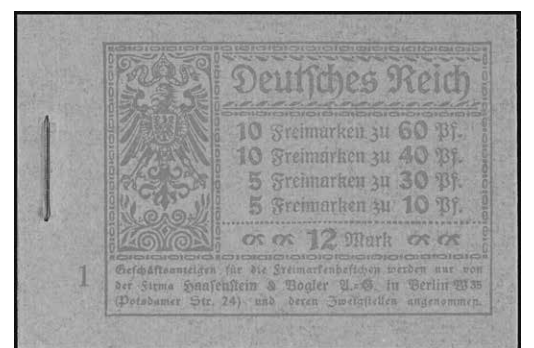 Deutsches Reich
10 Freimarken zu 60 Pf.
10 Freimarken zu 40 Pf.
5 Freimarken zu 30 Pf.
5 Freimarken zu 10 Pf.
12 Mark
1
Geschäftsanzeigen für die Freimarkenheftchen werden nur von
der Firma Haasenstein & Vogler A.=G. in Berlin W 35
(Potsdamer Str. 24) und deren Zweigstellen angenommen.